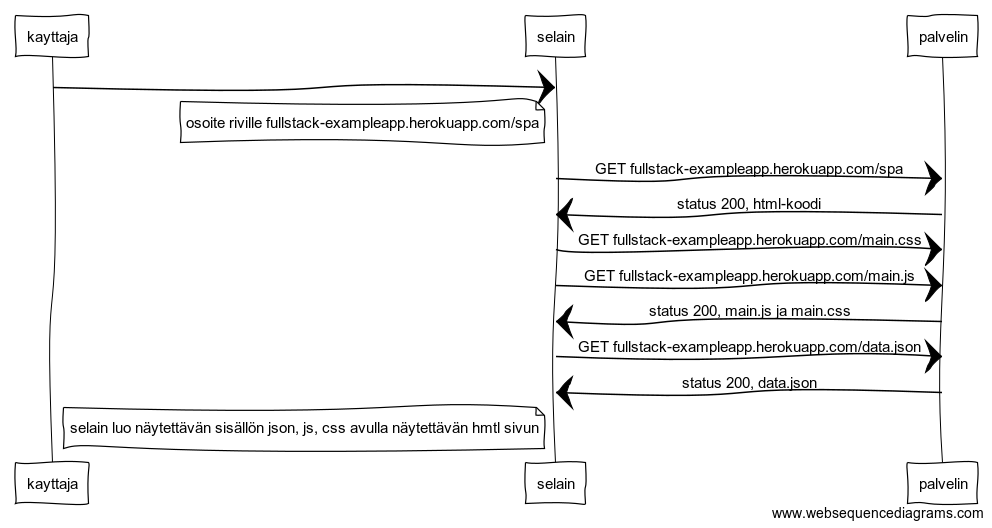 kayttaja selain palvelin
osoite riville fullstack-exampleapp.herokuapp.com/spa
GET fullstack-exampleapp.herokuapp.com/spa
status 200, html-koodi
GET fullstack-exampleapp.herokuapp.com/main.css
GET fullstack-exampleapp.herokuapp.com/main.js
status 200, main.js ja main.css
GET fullstack-exampleapp.herokuapp.com/data.json
status 200, data.json
selain luo näytettävän sisällön json, js, css avulla näytettävän hmtl sivun
kayttaja selain palvelin
www.websequencediagrams.com